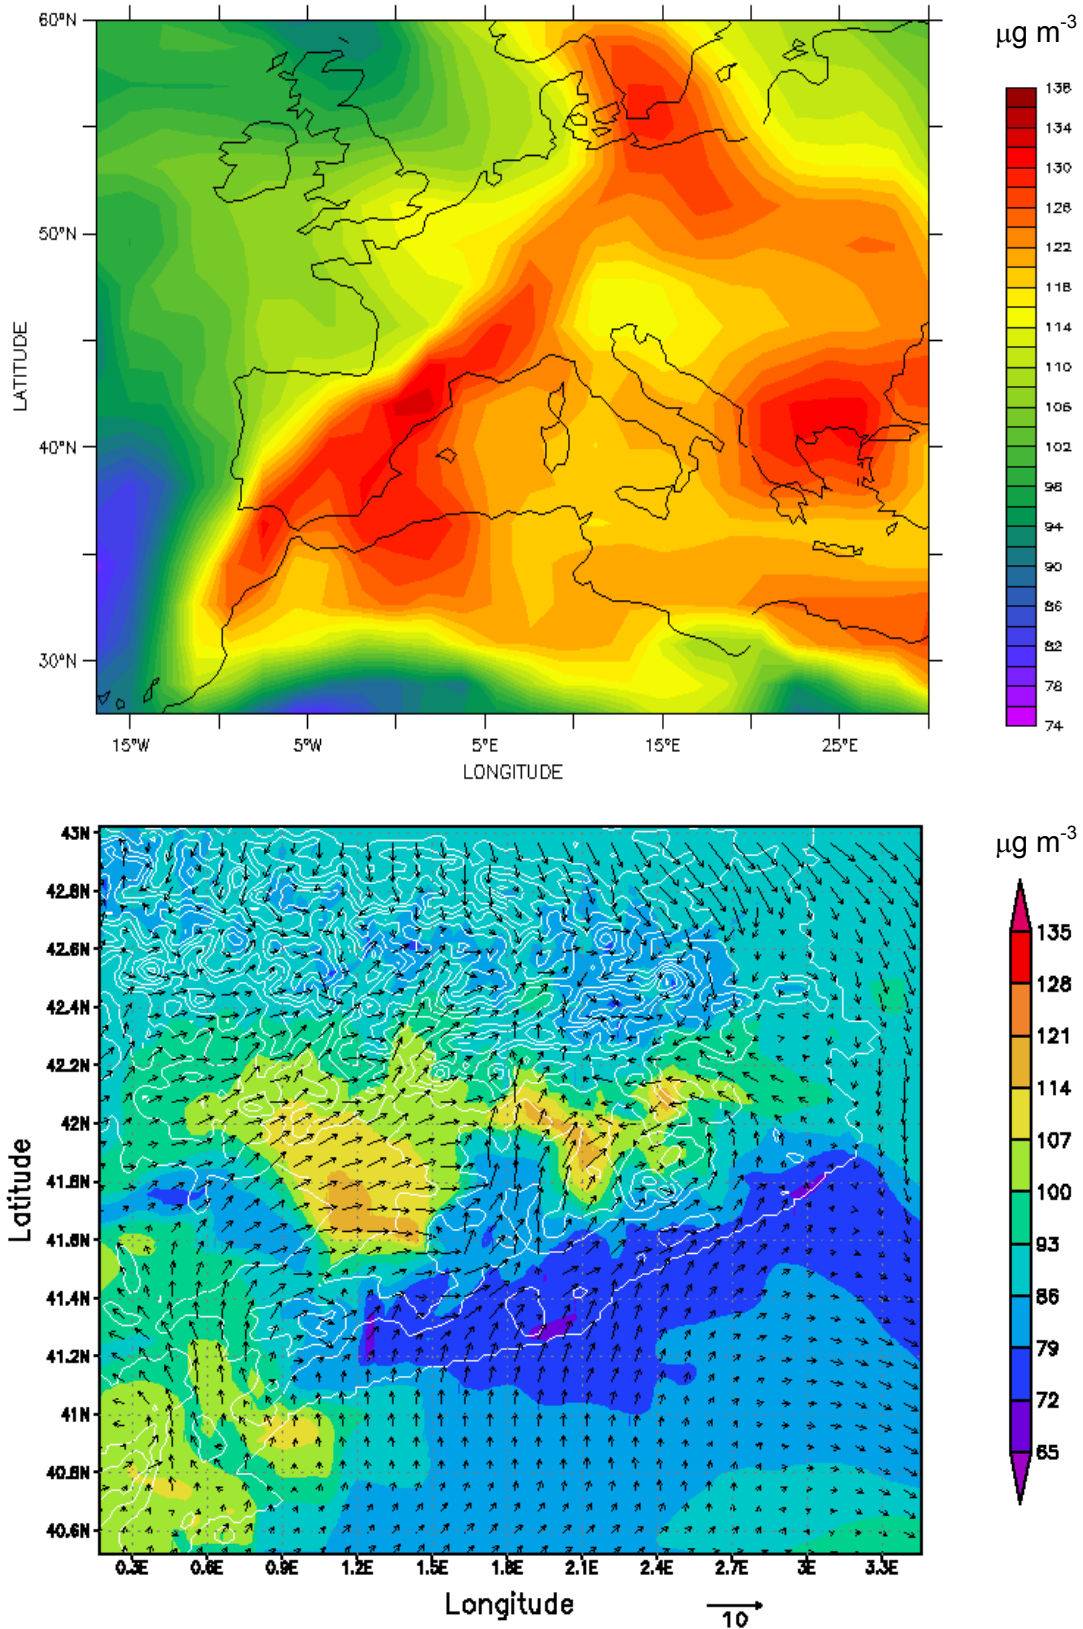 60°N
50°N
40°N
30°N
LATITUDE
15°W
5°W
5°E
15°E
25°E
LONGITUDE
µg m-3
138
134
130
126
122
118
114
110
106
102
98
94
90
86
82
78
74
43N
42.8N
42.6N
42.4N
42.2N
42N
41.8N
41.6N
41.4N
41.2N
41N
40.8N
40.6N
Latitude
0.3E
0.6E
0.9E
1.2E
1.5E
1.8E
2.1E
2.4E
2.7E
3E
3.3E
Longitude
10
µg m-3
135
128
121
114
107
100
93
86
79
72
65